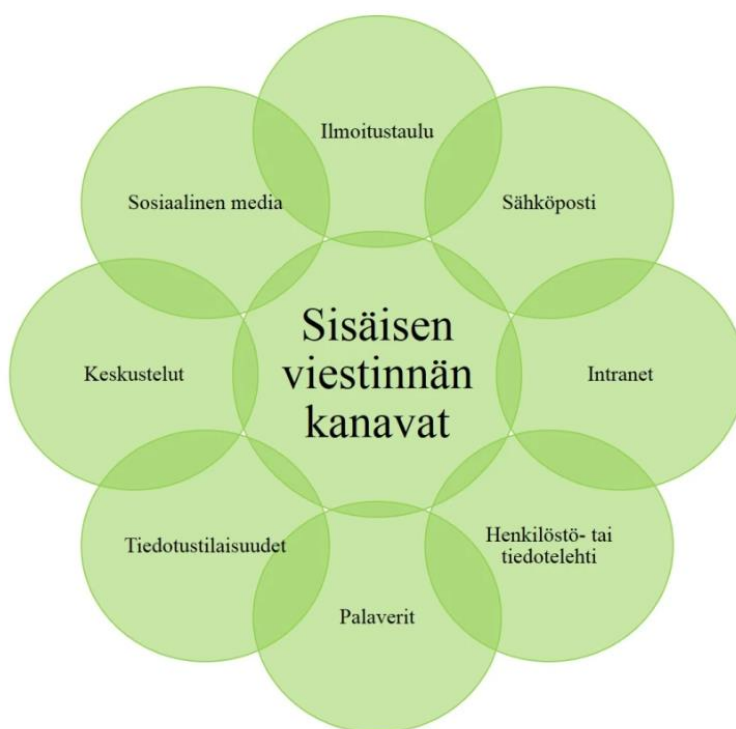 Ilmoitustaulu
Sähköposti
Intranet
Henkilöstö- tai
tiedotelehti
Palaverit
Tiedotustilaisuudet
Keskustelut
Sosiaalinen media
Sisäisen
viestinnän
kanavat